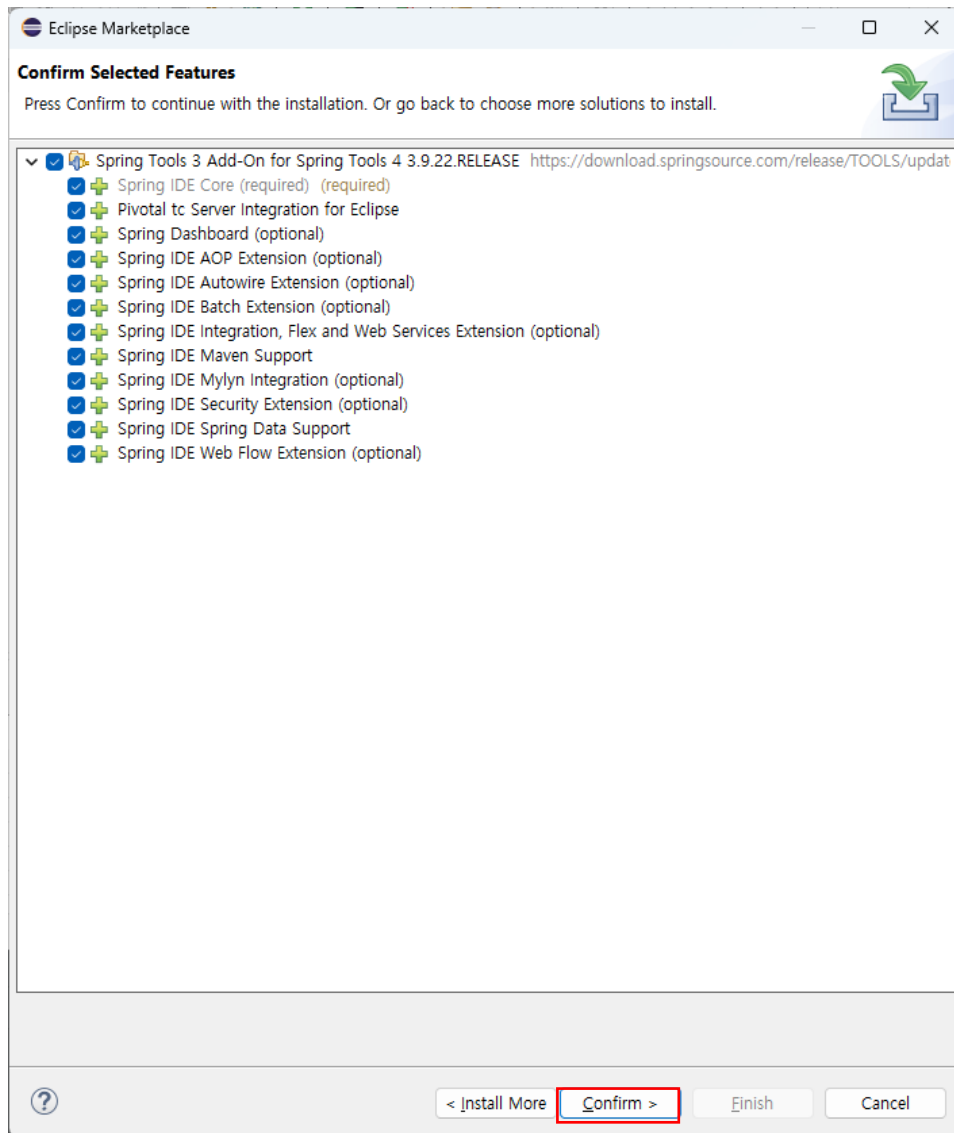 Eclipse Marketplace
Confirm Selected Features
Press Confirm to continue with the installation. Or go back to choose more solutions to install.
Spring Tools 3 Add-On for Spring Tools 4 3.9.22.RELEASE https://download.springsource.com/release/TOOLS/updat
Spring IDE Core (required) (required)
Pivotal tc Server Integration for Eclipse
Spring Dashboard (optional)
Spring IDE AOP Extension (optional)
Spring IDE Autowire Extension (optional)
Spring IDE Batch Extension (optional)
Spring IDE Integration, Flex and Web Services Extension (optional)
Spring IDE Maven Support
Spring IDE Mylyn Integration (optional)
Spring IDE Security Extension (optional)
Spring IDE Spring Data Support
Spring IDE Web Flow Extension (optional)
? < Install More Confirm > Finish Cancel